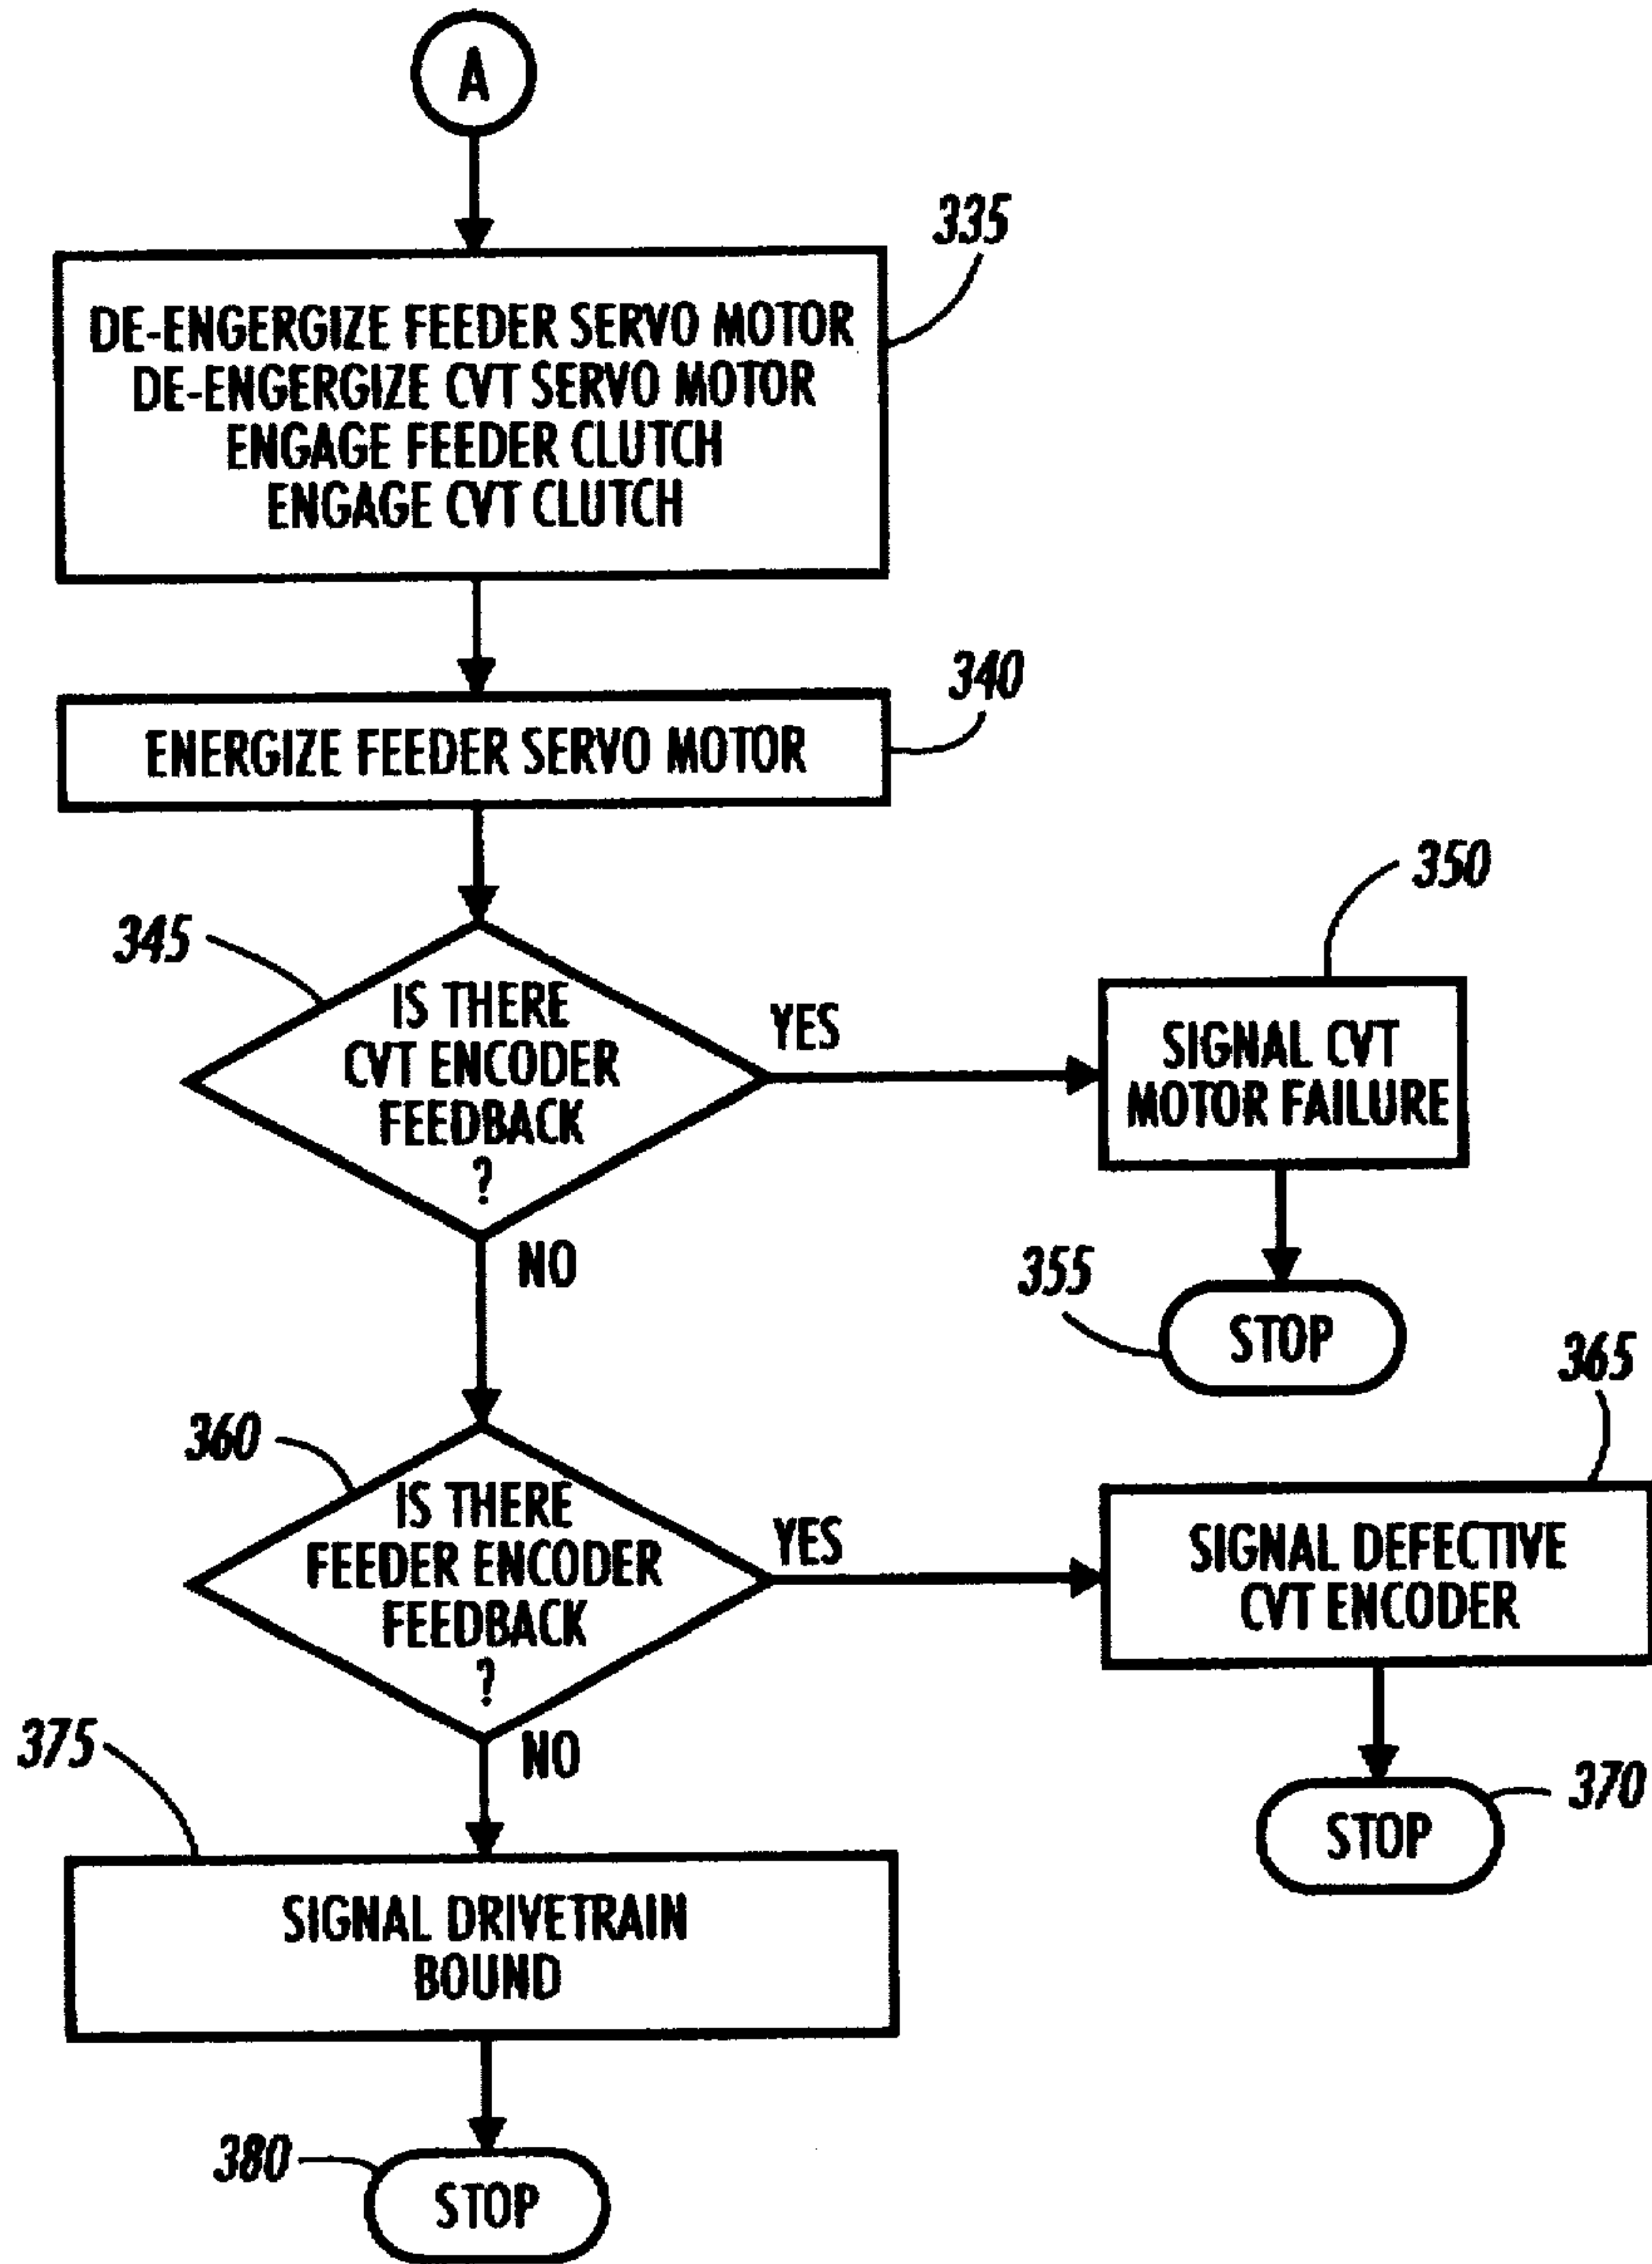 A
335
DE-ENGERGIZE FEEDER SERVO MOTOR
DE-ENGERGIZE CVT SERVO MOTOR
ENGAGE FEEDER CLUTCH
ENGAGE CVT CLUTCH
340
ENERGIZE FEEDER SERVO MOTOR
345
IS THERE
CVT ENCODER
FEEDBACK
?
YES
350
SIGNAL CVT
MOTOR FAILURE
NO
355
STOP
360
IS THERE
FEEDER ENCODER
FEEDBACK
?
YES
365
SIGNAL DEFECTIVE
CVT ENCODER
370
STOP
NO
375
SIGNAL DRIVETRAIN
BOUND
380
STOP